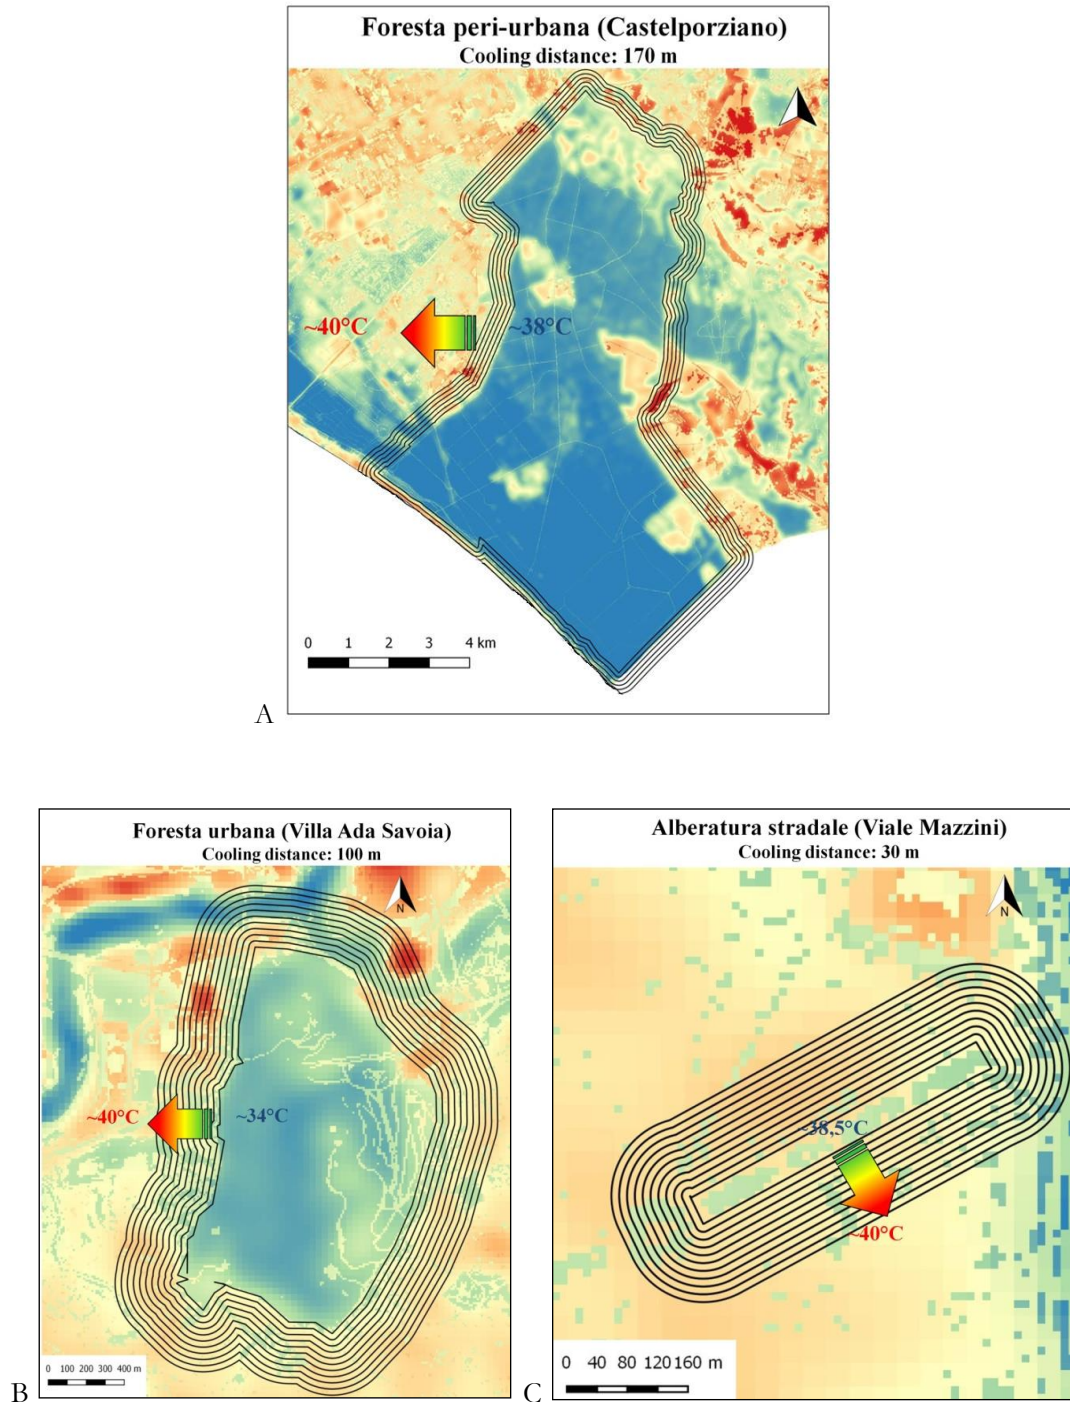 Foresta peri-urbana (Castelporziano)
Cooling distance: 170 m
~40°C
~38°C
0 1 2 3 4 km
A
Foresta urbana (Villa Ada Savoia)
Cooling distance: 100 m
N
~40°C
~34°C
0 100 200 300 400 m
B
Alberatura stradale (Viale Mazzini)
Cooling distance: 30 m
N
~38,5°C
~40°C
0 40 80 120 160 m
C